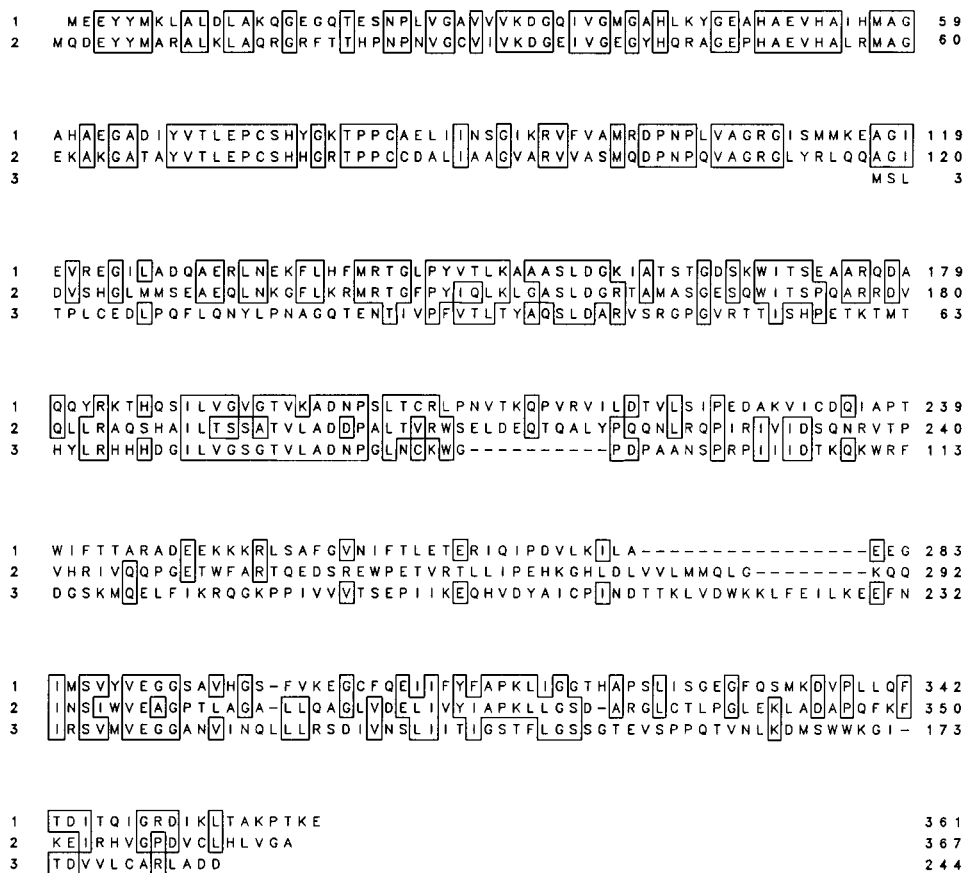 1 MEEYYMKLALDLAKQGEGQTESNPLVGAVVVKDGQIVGMGAHLKYGEAHAEVHAIHMAG 59
2 MQDEYYMARALKLAQRGRFTTHPNPNVGCVIVKDGEIVGEGYHQRAGEPHAEVHALRMAG 60
1 AHAEGADIYVTLEPCSHYGKTPPCAELIINSGIKRVFVAMRDPNPLVAGRGISMMKEAGI 119
2 EKAKGATAYVTLEPCSHHGRTPPCCDALIAAGVARVVASMQDPNPQVAGRGLYRLQQAGI 120
3 MSL 3
1 EVREGILADQAERLNEKFLHFMRTGLPYVTLKAAASLDGKIATSTGDSKWITSEAARQDA 179
2 DVSHGLMMSEAEQLNKGFLKRMRTGFPYIQLKLGASLDGRTAMASGESQWITSPQARRDV 180
3 TPLCEDLPQFLQNYLPNAGQTENTIVPFVTLTYAQSLDARVSRGPGVRTTISHPETKTMT 63
1 QQYRKTHQSILVGVGTVKADNPSLTCRLPNVTKQPVRVILDTVLSIPEDAKVICDQIAPT 239
2 QLLRAQSHAILTSSATVLADDPALTVRWSELDEQTQALYPQQNLRQPIRIVIDSQNRVTP 240
3 HYLRHHHDGILVGSGTVLADNPGLNCKWG----------PDPAANSPRPIIIDTKQKWRF 113
1 WIFTTARADEEKKKRLSAFGVNIFTLETERIQIPDVLKILA---------------EEG 283
2 VHRIVQQPGETWFARTQEDSREWPETVRTLLIPEHKGHLDLVVLMMQLG--------KQQ 292
3 DGSKMQELFIKRQGKPPIVVVTSEPIIKEQHVDYAICPINDTTKLVDWKKLFEILKEEFN 232
1 IMSVYVEGGSAVHGS-FVKEGCFQEIIFYFAPKLIGGTHAPSLISGEGFQSMKDVPLLQF 342
2 INSIWVEAGPTLAGA-LLQAGLVDELIVYIAPKLLGSD-ARGLCTLPGLEKLADAPQFKF 350
3 IRSVMVEGGANVINQLLLRSDIVNSLIITIGSTFLGSSGTEVSPPQTVNLKDMSWWKGI- 173
1 TDITQIGRDIKLTAKPTKE 361
2 KEIRHVGPDVCLHLVGA 367
3 TDVVLCARLADD 244